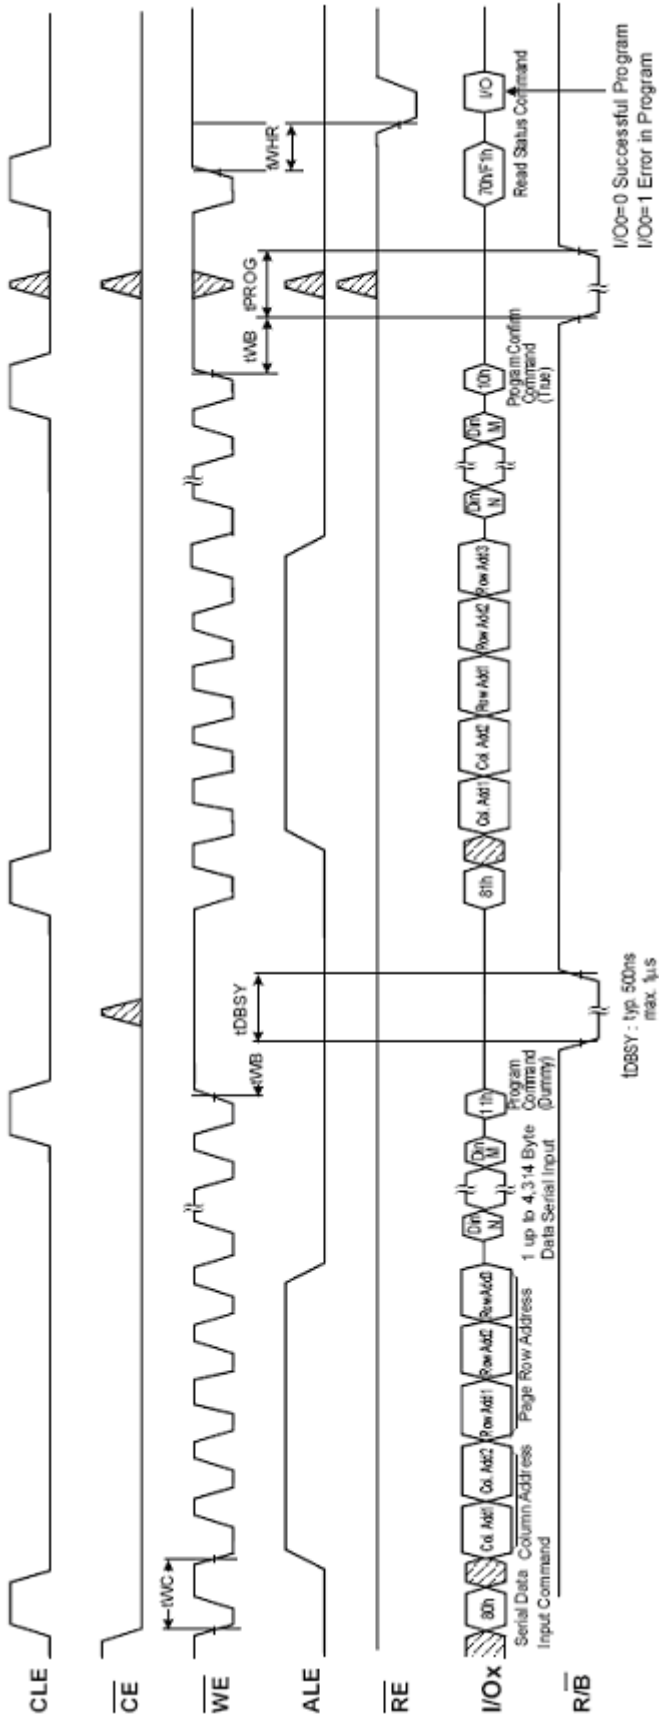 CLE
CE
WE
tWC
tWB
tDBSY
tWB
tPROG
tWHR
ALE
RE
I/Ox
80h
Col. Add1
Col. Add2
Row Add1
Row Add2
Row Add3
Din N
Din M
11h
81h
Col. Add1
Col. Add2
Row Add1
Row Add2
Row Add3
Din N
Din M
10h
70h/F1h
I/O
Serial Data
Input Command
Column Address
Page Row Address
1 up to 4,314 Byte
Data Serial Input
Program
Command
(Dummy)
Program Confirm
Command
(True)
Read Status Command
R/B
tDBSY : typ. 500ns
max. 1μs
I/O0=0 Successful Program
I/O0=1 Error in Program